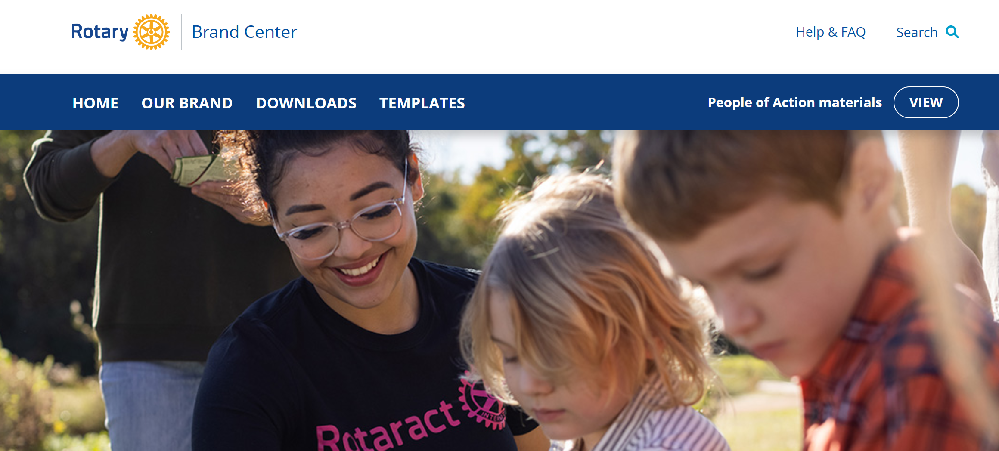 Rotary
Brand Center
Help & FAQ
Search
HOME
OUR BRAND
DOWNLOADS
TEMPLATES
People of Action materials
VIEW
Rotaract